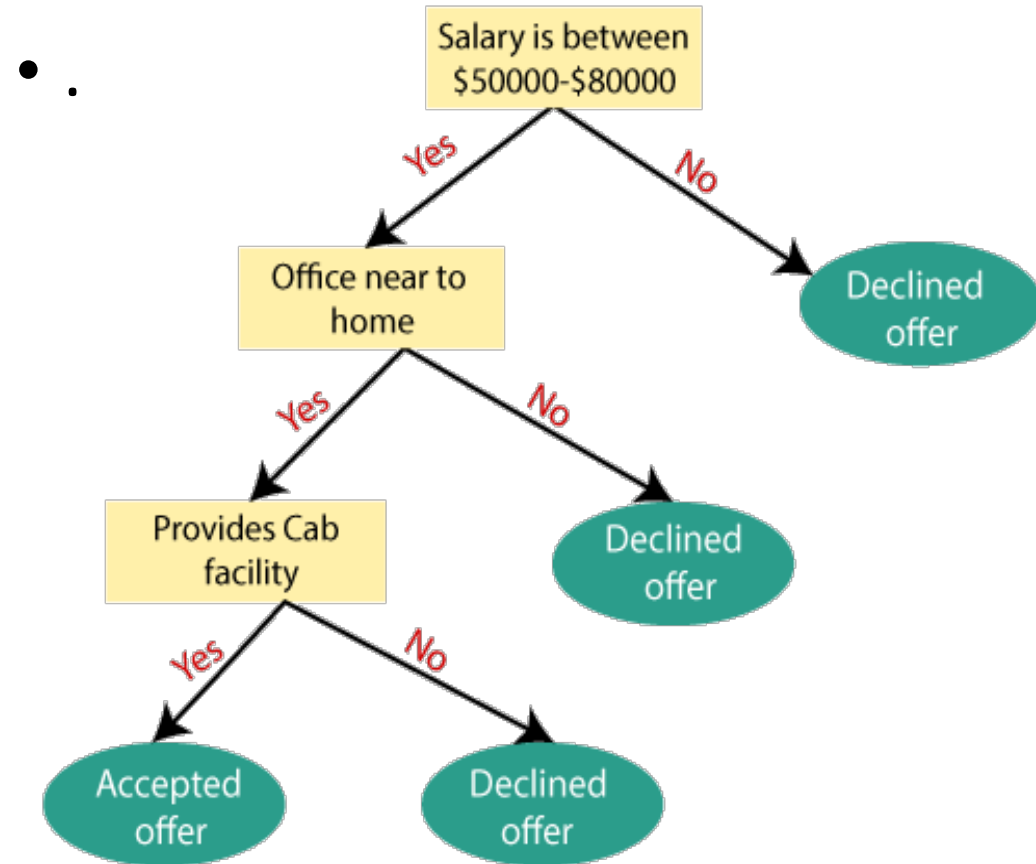 Salary is between
$50000-$80000
Yes
No
Office near to
home
Declined
offer
Yes
No
Provides Cab
facility
Declined
offer
Yes
No
Accepted
offer
Declined
offer